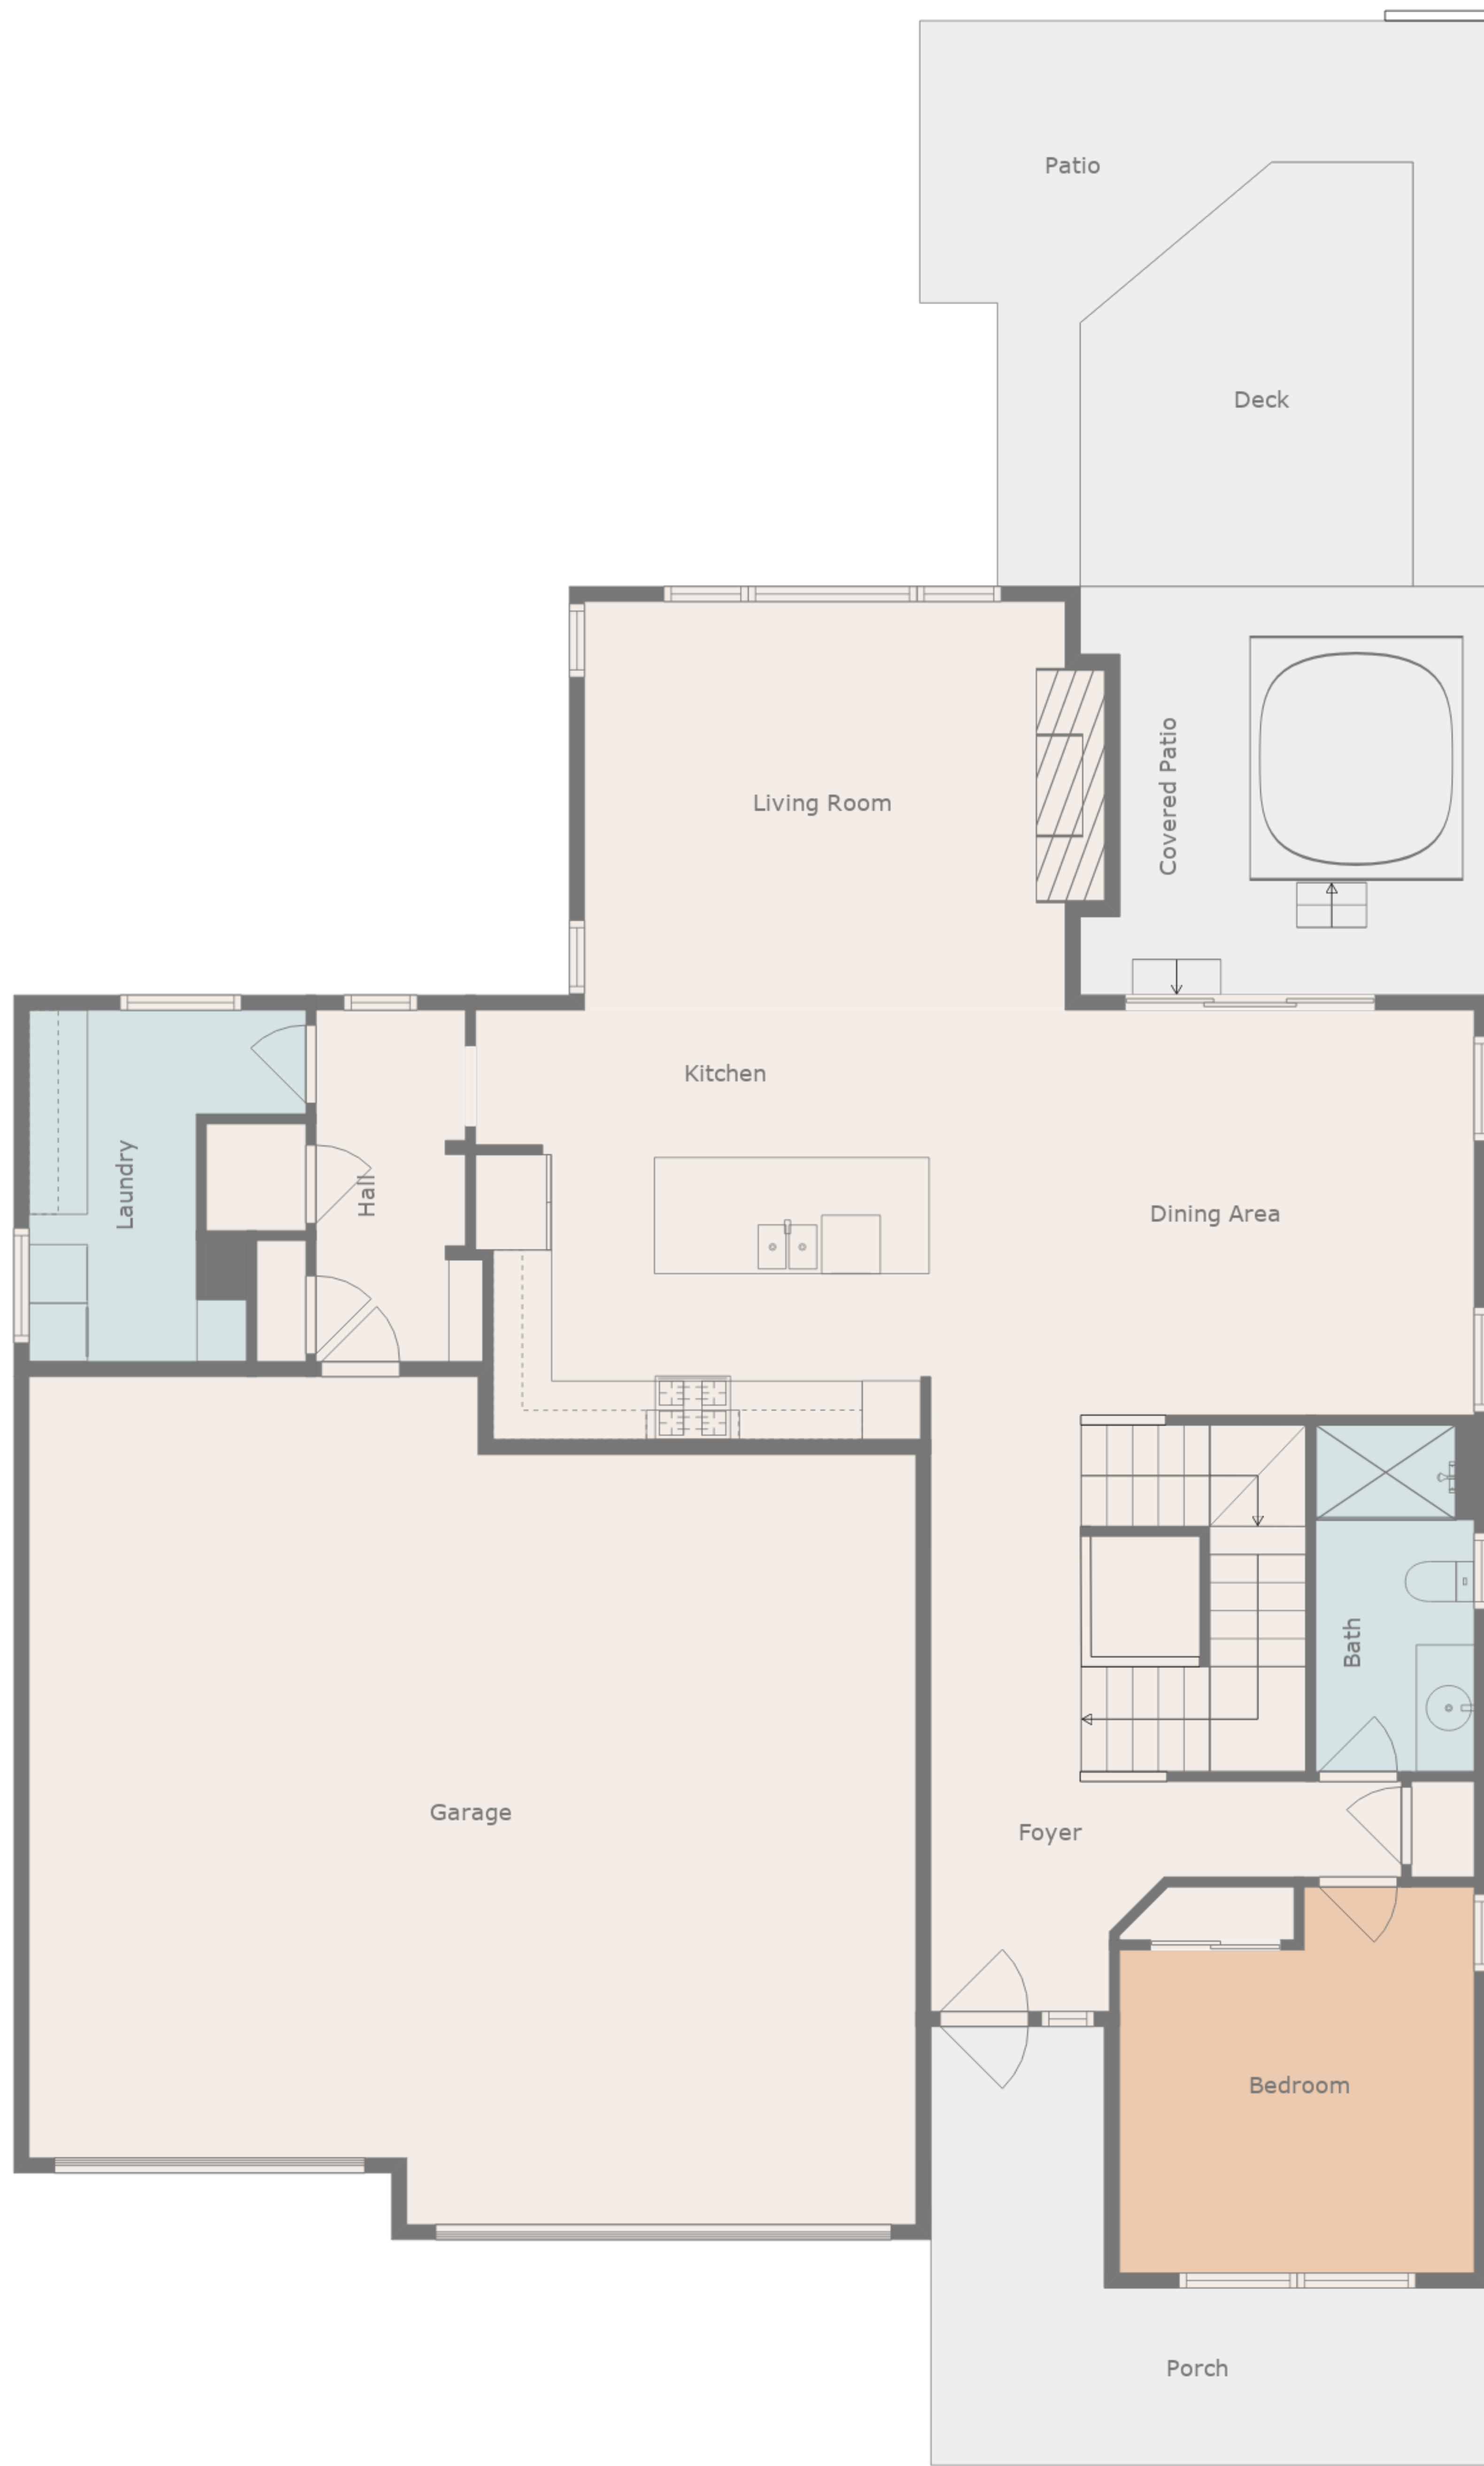 Patio
Deck
Living Room
Covered Patio
Kitchen
Laundry
Hall
Dining Area
Bath
Garage
Foyer
Bedroom
Porch